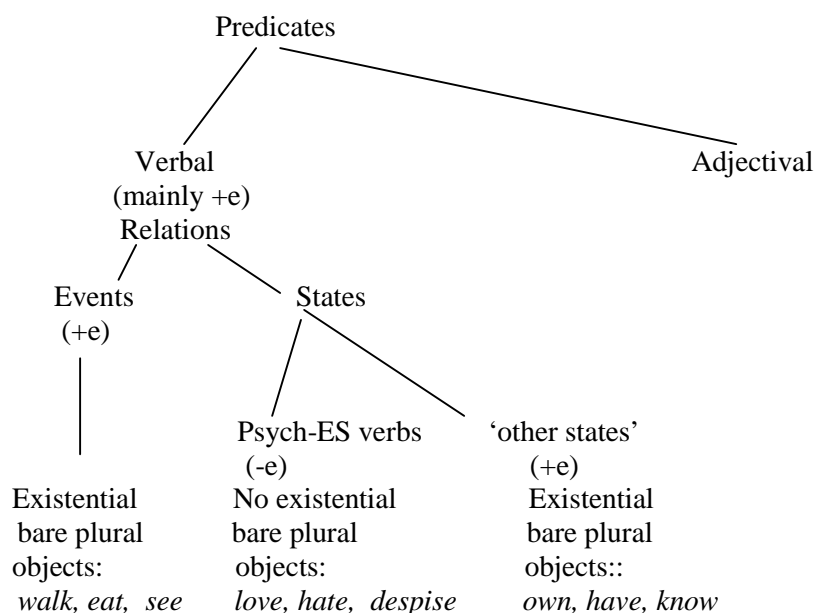 Predicates
Verbal Adjectival
(mainly +e)
Relations
Events States
(+e)
Psych-ES verbs ‘other states’
(-e) (+e)
Existential No existential Existential
bare plural bare plural bare plural
objects: objects: objects::
walk, eat, see love, hate, despise own, have, know